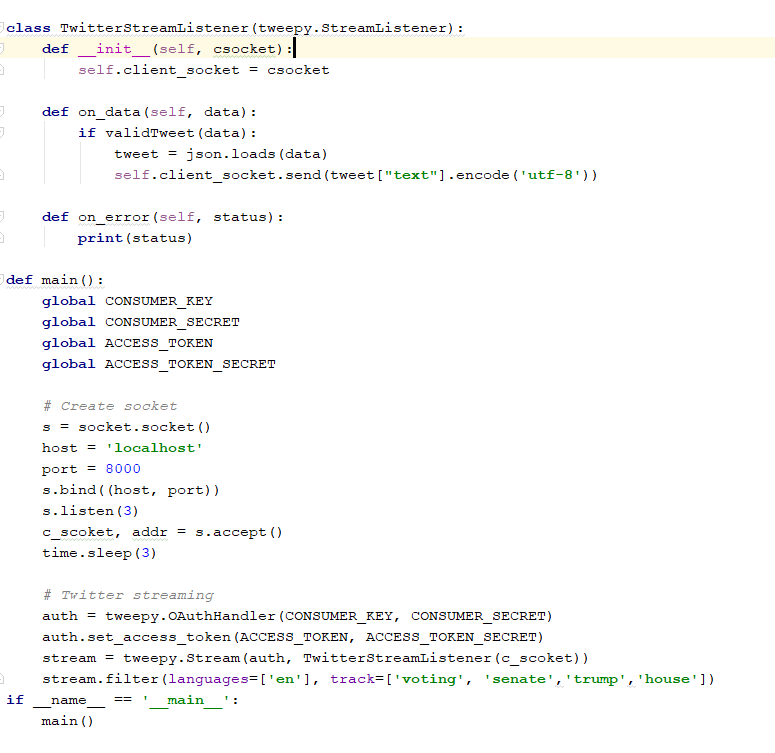 class TwitterStreamListener(tweepy.StreamListener):
    def __init__(self, csocket):
        self.client_socket = csocket

    def on_data(self, data):
        if validTweet(data):
            tweet = json.loads(data)
            self.client_socket.send(tweet["text"].encode('utf-8'))

    def on_error(self, status):
        print(status)

def main():
    global CONSUMER_KEY
    global CONSUMER_SECRET
    global ACCESS_TOKEN
    global ACCESS_TOKEN_SECRET

    # Create socket
    s = socket.socket()
    host = 'localhost'
    port = 8000
    s.bind((host, port))
    s.listen(3)
    c_scoket, addr = s.accept()
    time.sleep(3)

    # Twitter streaming
    auth = tweepy.OAuthHandler(CONSUMER_KEY, CONSUMER_SECRET)
    auth.set_access_token(ACCESS_TOKEN, ACCESS_TOKEN_SECRET)
    stream = tweepy.Stream(auth, TwitterStreamListener(c_scoket))
    stream.filter(languages=['en'], track=['voting', 'senate','trump','house'])
if __name__ == '__main__':
    main()